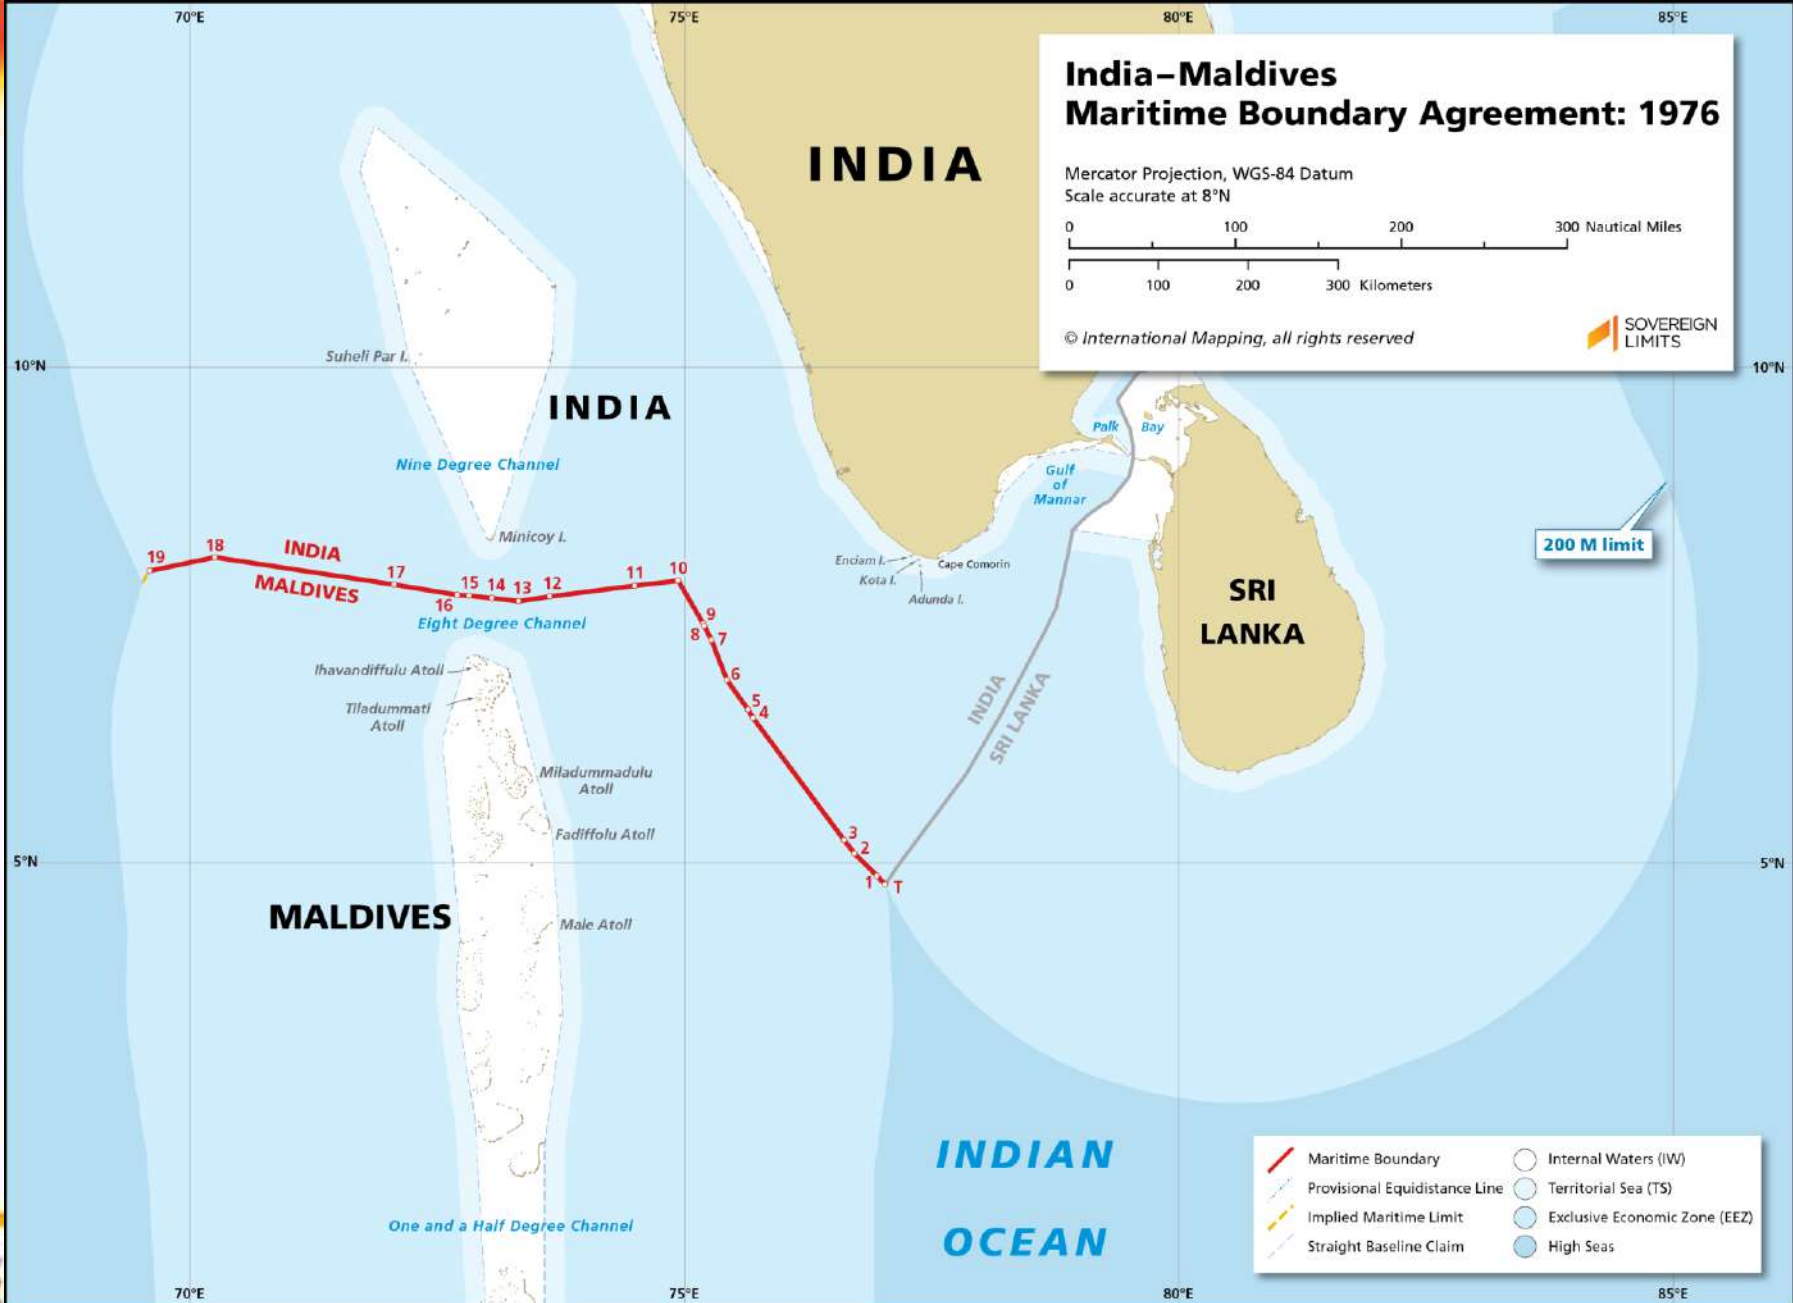 70°E
75°E
80°E
85°E
India–Maldives
Maritime Boundary Agreement: 1976
Mercator Projection, WGS-84 Datum
Scale accurate at 8°N
0 100 200 300 Nautical Miles
0 100 200 300 Kilometers
© International Mapping, all rights reserved
SOVEREIGN
LIMITS
INDIA
10°N
10°N
Suheli Par I.
INDIA
Nine Degree Channel
Minicoy I.
Palk Bay
Gulf
of
Mannar
200 M limit
Enciam I.
Kota I.
Adunda I.
Cape Comorin
SRI
LANKA
INDIA
SRI LANKA
19
18
INDIA
MALDIVES
17
16
15
14
13
12
11
10
9
8
7
6
5
4
3
2
1
T
Eight Degree Channel
Ihavandiffulu Atoll
Tiladummati
Atoll
Miladummadulu
Atoll
Fadiffolu Atoll
5°N
5°N
MALDIVES
Male Atoll
One and a Half Degree Channel
INDIAN
OCEAN
Maritime Boundary
Provisional Equidistance Line
Implied Maritime Limit
Straight Baseline Claim
Internal Waters (IW)
Territorial Sea (TS)
Exclusive Economic Zone (EEZ)
High Seas
70°E
75°E
80°E
85°E